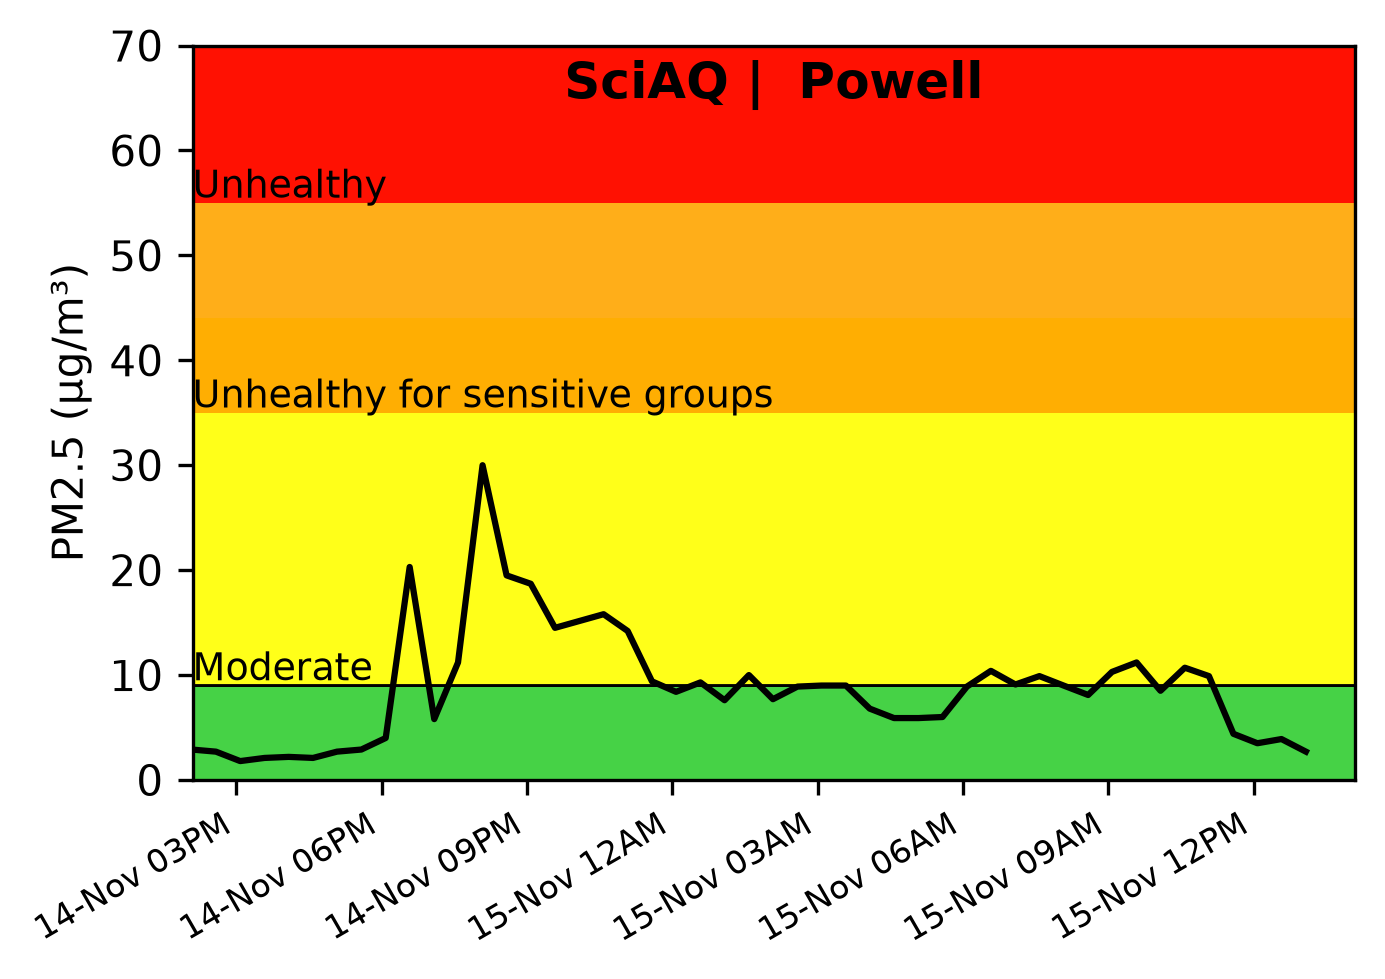 SciAQ |  Powell
70
60
50
40
30
20
10
0
PM2.5 (µg/m³)
Unhealthy
Unhealthy for sensitive groups
Moderate
14-Nov 03PM
14-Nov 06PM
14-Nov 09PM
15-Nov 12AM
15-Nov 03AM
15-Nov 06AM
15-Nov 09AM
15-Nov 12PM